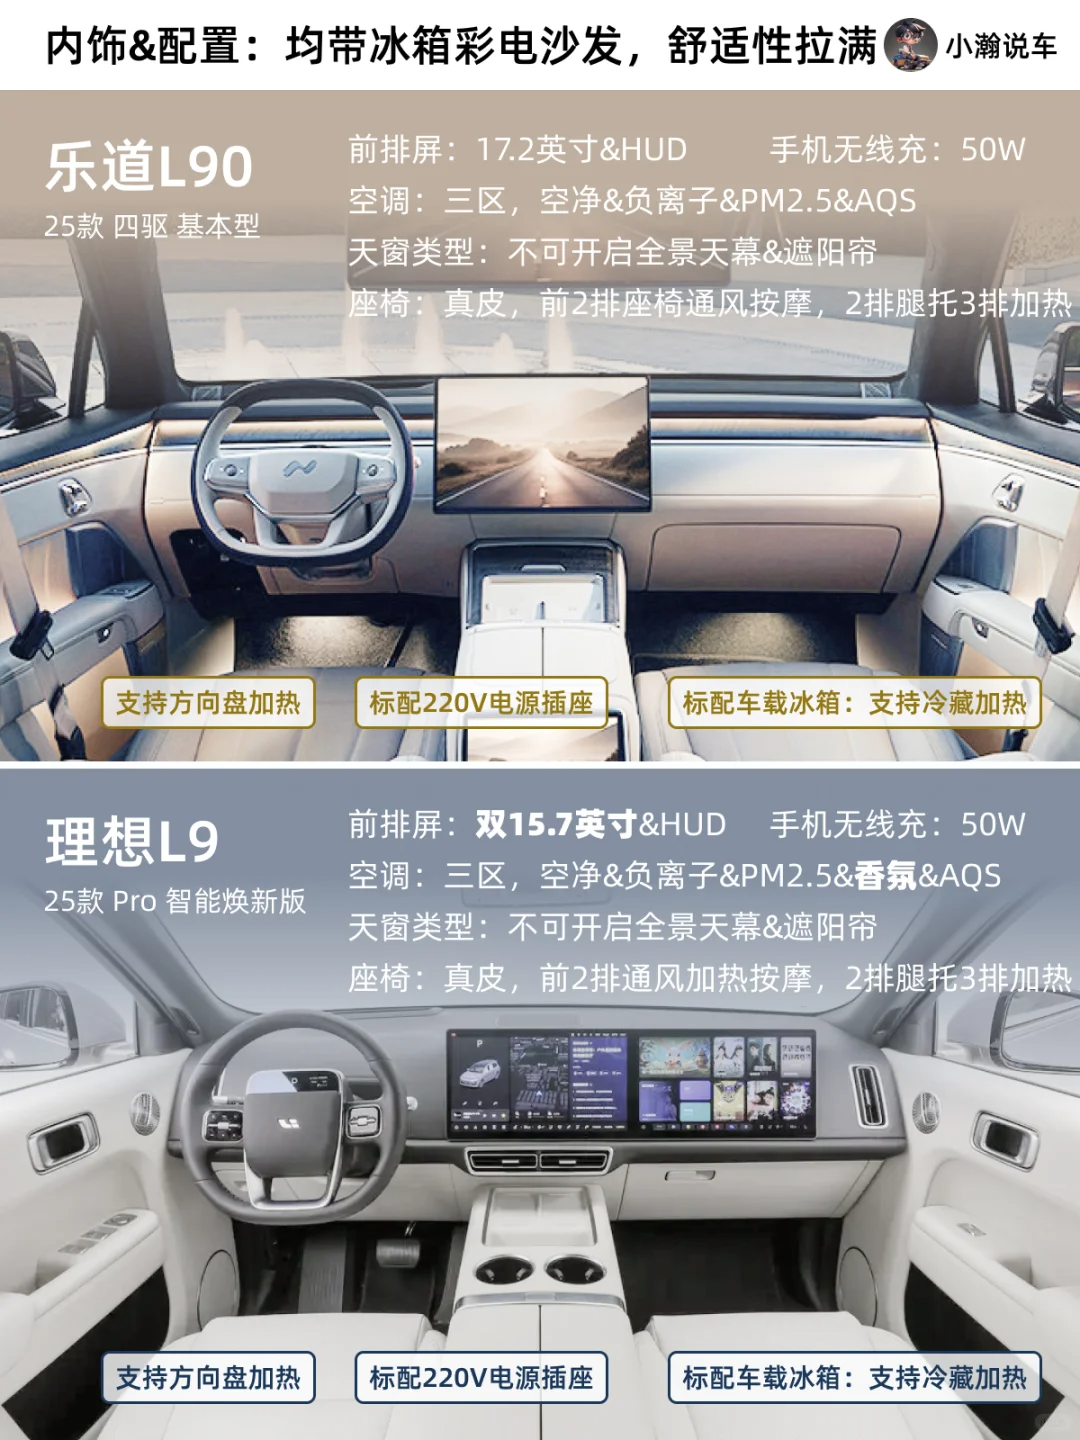 内饰&配置：均带冰箱彩电沙发，舒适性拉满
小瀚说车
乐道L90
25款 四驱 基本型
前排屏：17.2英寸&HUD 手机无线充：50W
空调：三区，空净&负离子&PM2.5&AQS
天窗类型：不可开启全景天幕&遮阳帘
座椅：真皮，前2排座椅通风按摩，2排腿托3排加热
支持方向盘加热
标配220V电源插座
标配车载冰箱：支持冷藏加热
理想L9
25款 Pro 智能焕新版
前排屏：双15.7英寸&HUD 手机无线充：50W
空调：三区，空净&负离子&PM2.5&香氛&AQS
天窗类型：不可开启全景天幕&遮阳帘
座椅：真皮，前2排通风加热按摩，2排腿托3排加热
P
支持方向盘加热
标配220V电源插座
标配车载冰箱：支持冷藏加热